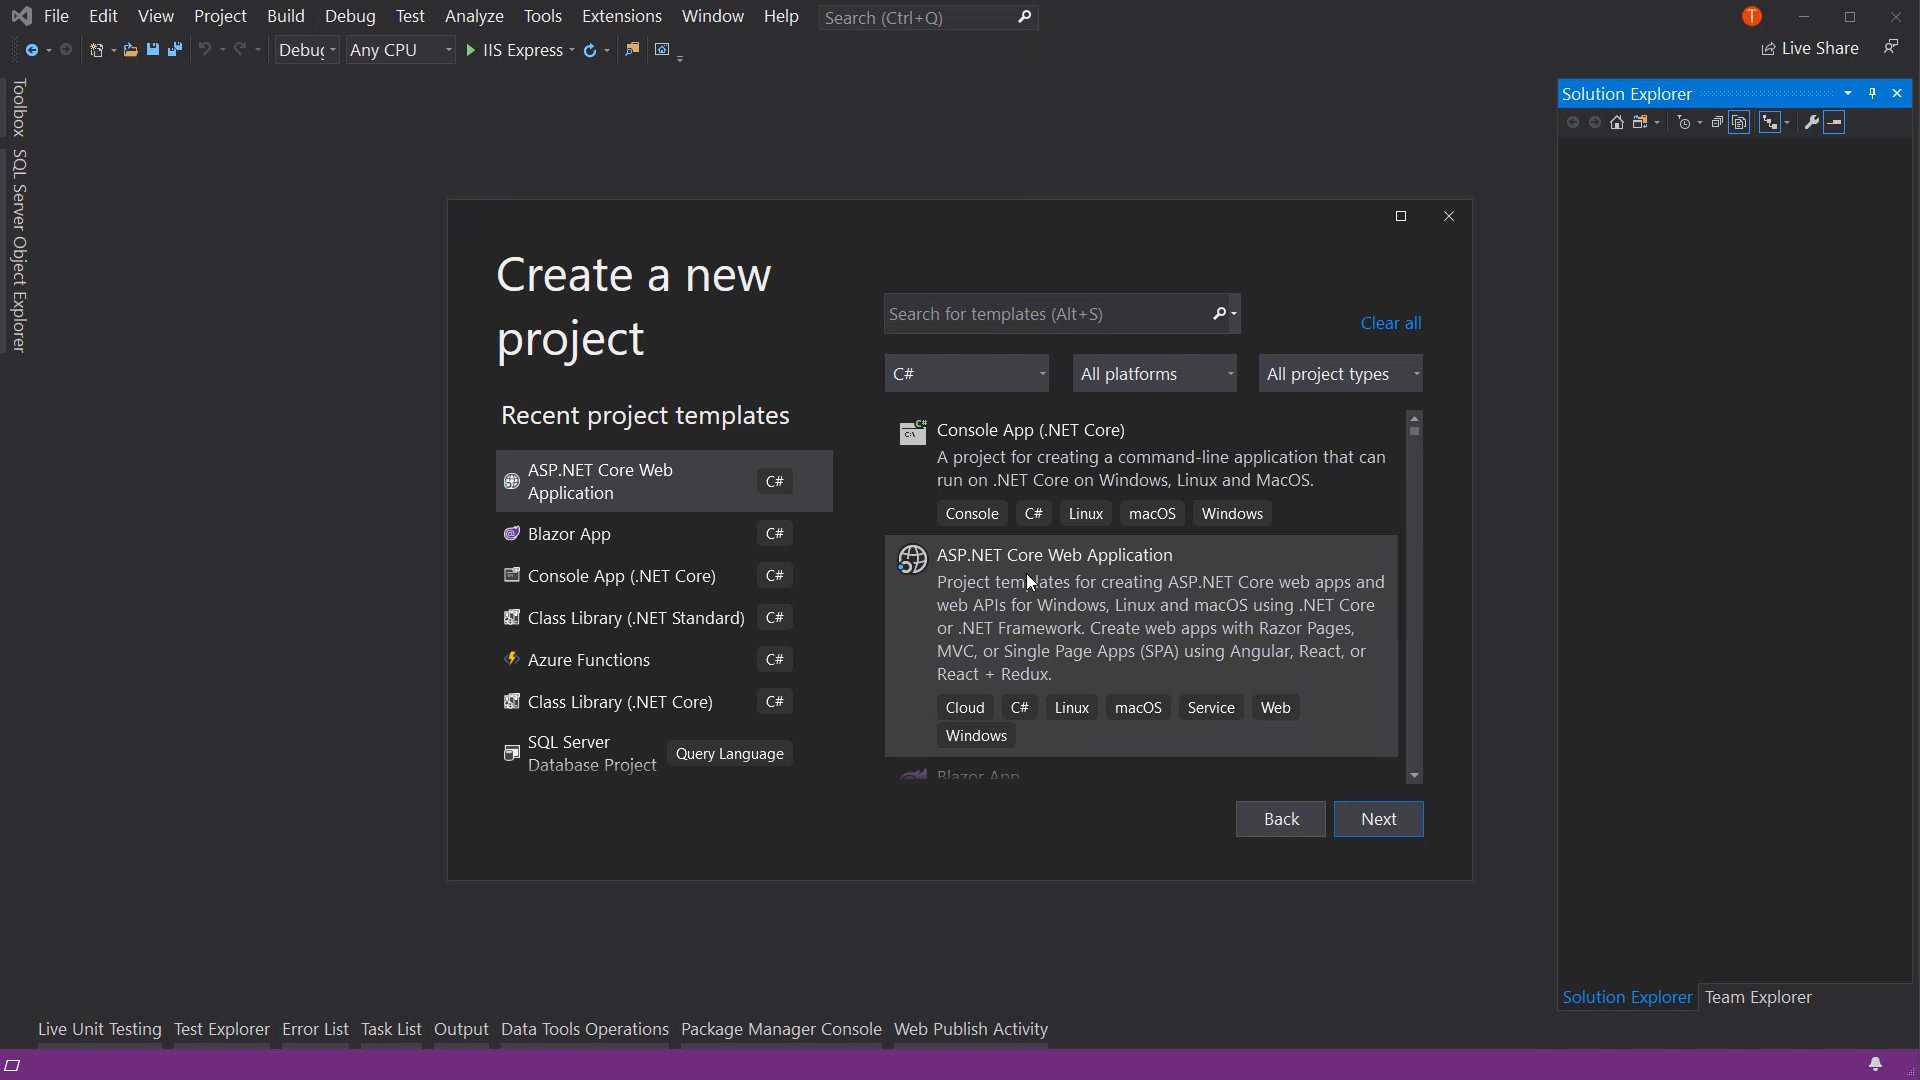 File Edit View Project Build Debug Test Analyze Tools Extensions Window Help Search (Ctrl+Q) T
Debug Any CPU IIS Express Live Share
Toolbox
SQL Server Object Explorer
Solution Explorer
Create a new
project
Search for templates (Alt+S)
Clear all
C# All platforms All project types
Recent project templates
ASP.NET Core Web
Application
C#
Blazor App C#
Console App (.NET Core) C#
Class Library (.NET Standard) C#
Azure Functions C#
Class Library (.NET Core) C#
SQL Server
Database Project
Query Language
Console App (.NET Core)
A project for creating a command-line application that can
run on .NET Core on Windows, Linux and MacOS.
Console C# Linux macOS Windows
ASP.NET Core Web Application
Project templates for creating ASP.NET Core web apps and
web APIs for Windows, Linux and macOS using .NET Core
or .NET Framework. Create web apps with Razor Pages,
MVC, or Single Page Apps (SPA) using Angular, React, or
React + Redux.
Cloud C# Linux macOS Service Web
Windows
Blazor App
Back Next
Solution Explorer Team Explorer
Live Unit Testing Test Explorer Error List Task List Output Data Tools Operations Package Manager Console Web Publish Activity